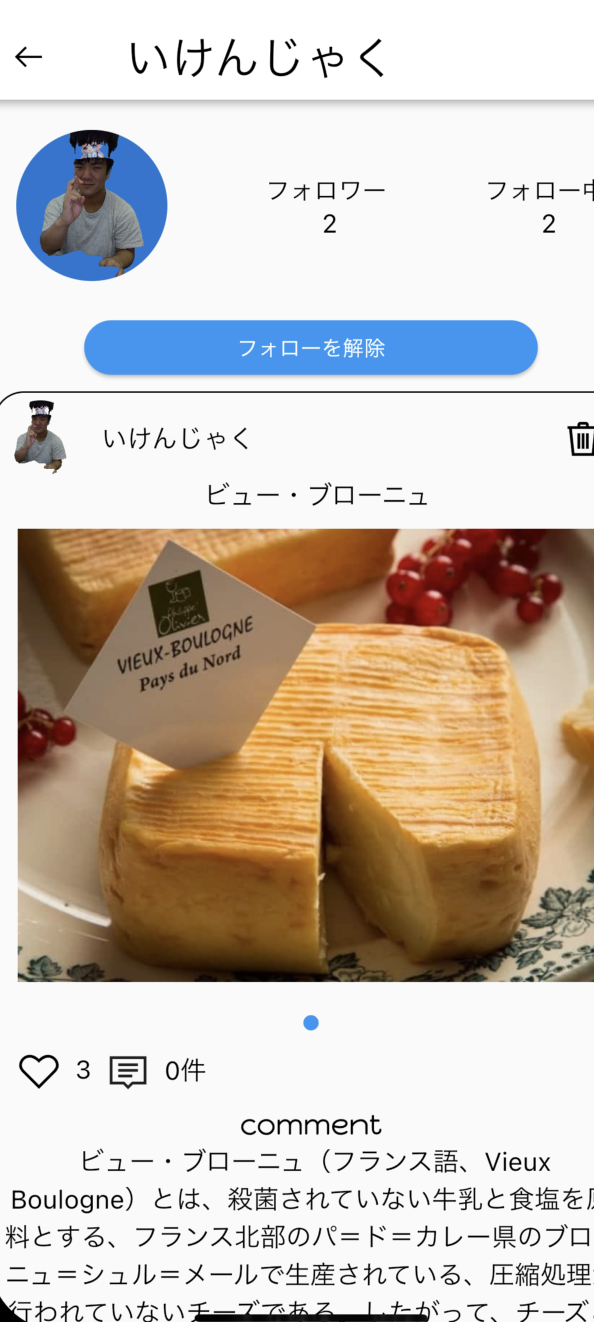 いけんじゃく
フォロワー
フォロー中
2
2
フォローを解除
いけんじゃく
ビュー・ブローニュ
Philippe
Olivier
VIEUX-BOULOGNE
Pays du Nord
3
0件
comment
ビュー・ブローニュ（フランス語、Vieux
Boulogne）とは、殺菌されていない牛乳と食塩を原
料とする、フランス北部のパ＝ド＝カレー県のブロ
ニュ＝シュル＝メールで生産されている、圧縮処理
行われていないチーズである。したがって、チーズ